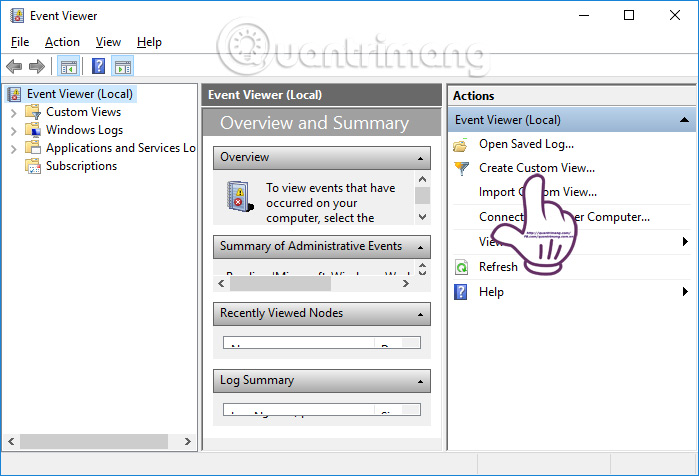 Event Viewer
File Action View Help
Quantrimang
Event Viewer (Local)
Custom Views
Windows Logs
Applications and Services Lo
Subscriptions
Event Viewer (Local)
Overview and Summary
Overview
To view events that have
occurred on your
computer, select the
Summary of Administrative Events
Recently Viewed Nodes
Log Summary
Actions
Event Viewer (Local)
Open Saved Log...
Create Custom View...
Import Custom View...
Connect er Computer...
View
Refresh
Help